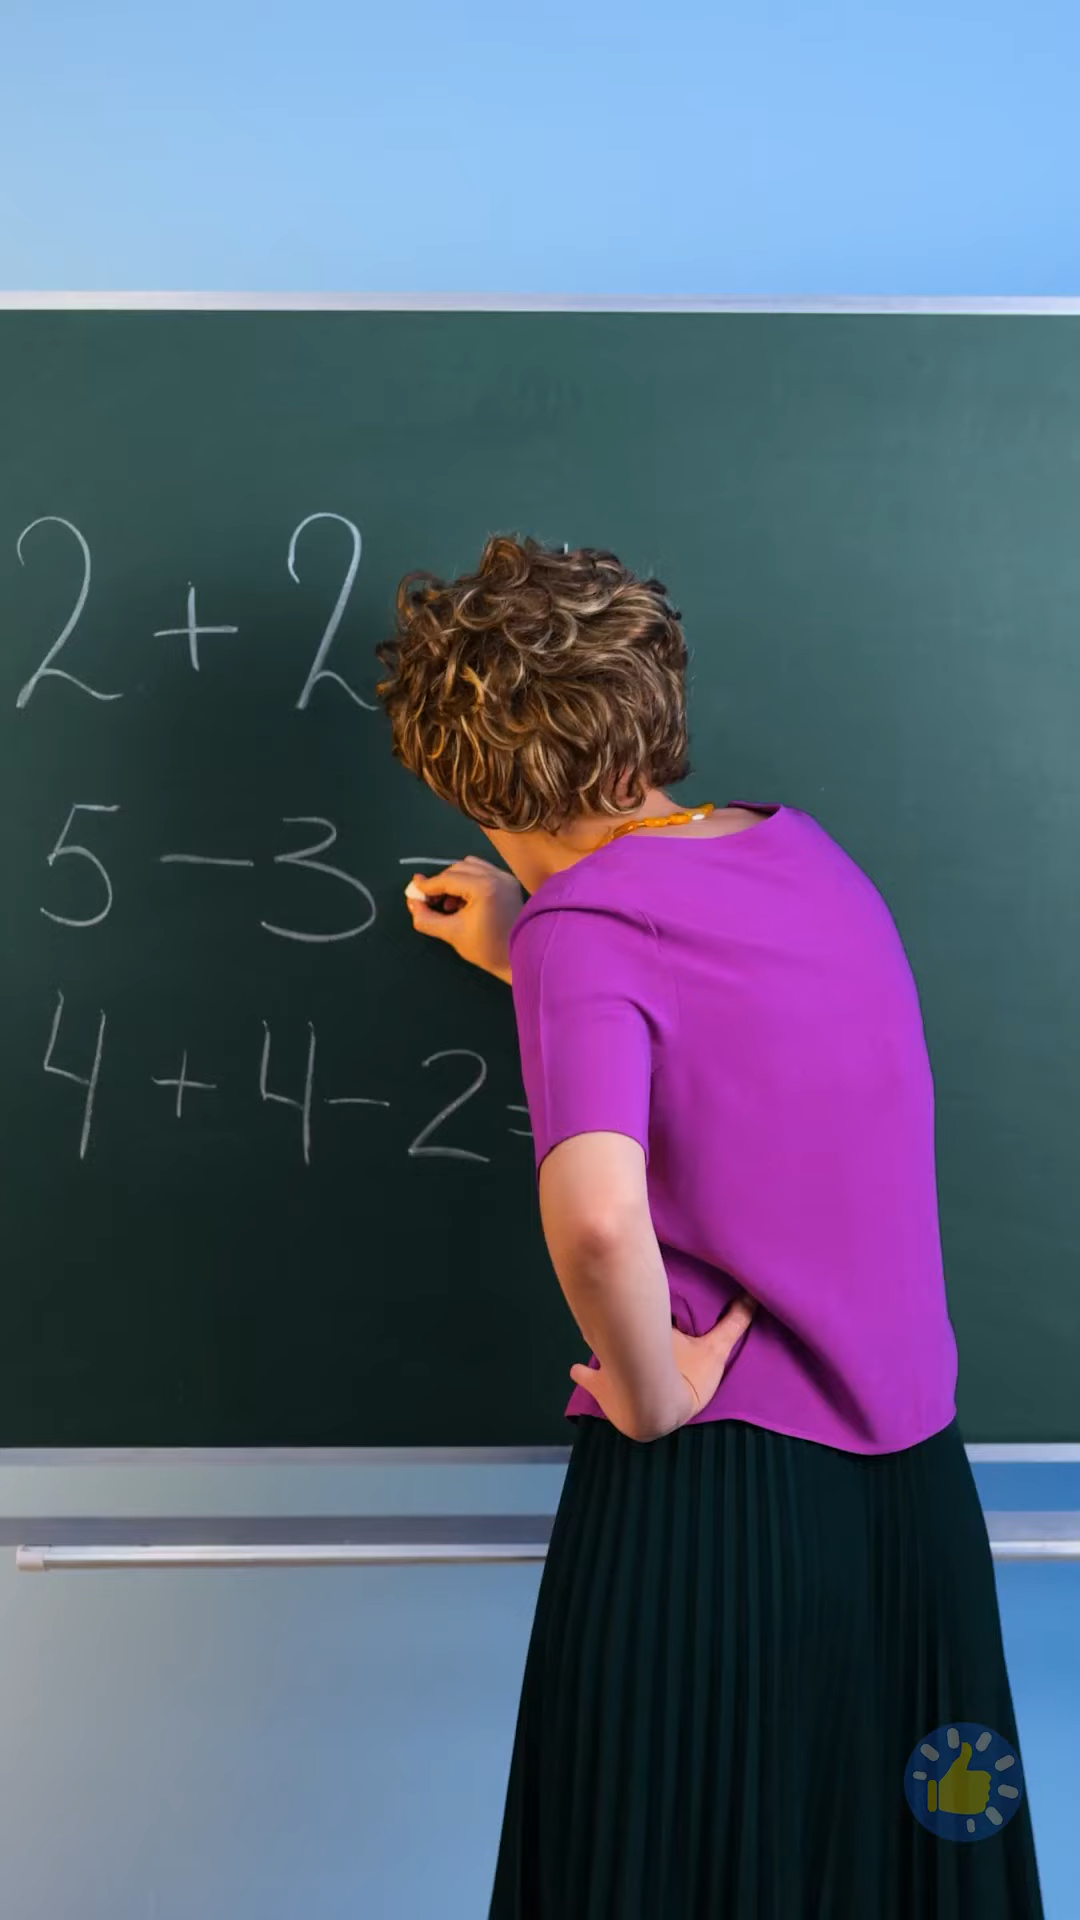 2 + 2
5 − 3 =
4 + 4 − 2 =